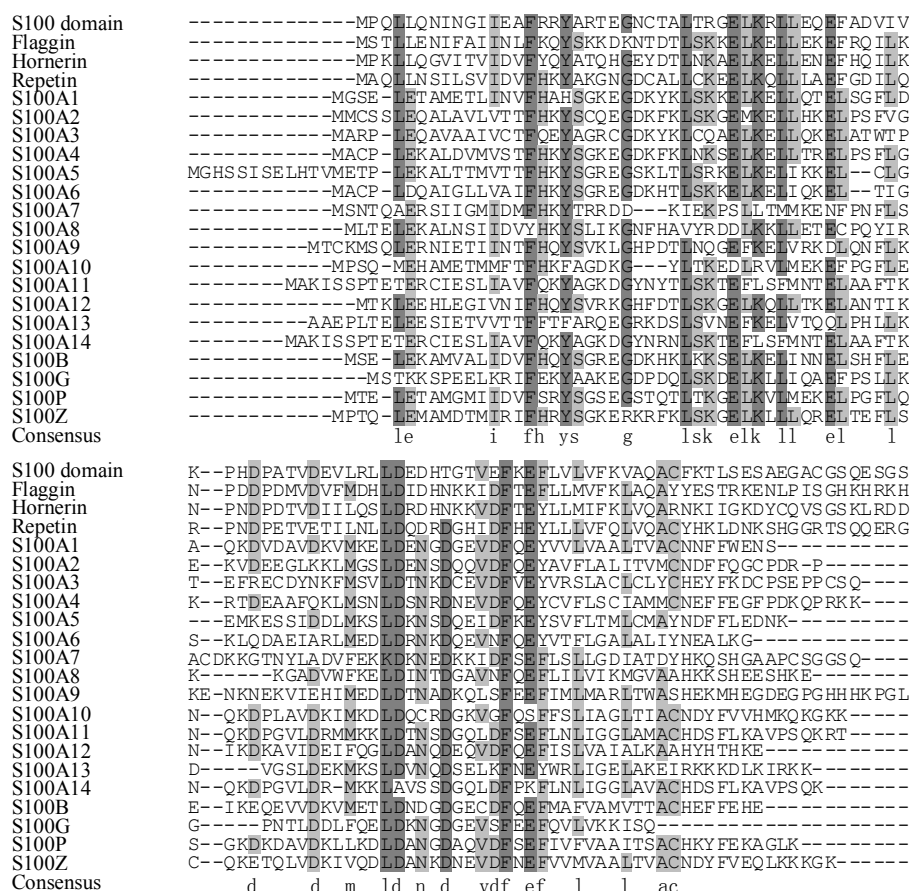 S100 domain -------------MPQLLQNINGIIEAFRRYARTEGNCTALTRGELKRLLEQEFADVIV
Flaggin -------------MSTLLENIFAIINLFKQYSKKDKNTDTLSKKELKELLEKEFRQILK
Hornerin -------------MPKLLQGVITVIDVFYQYATQHGEYDTLNKAELKELLENEFHQILK
Repetin -------------MAQLLNSILSVIDVFHKYAKGNGDCALLCKEELKQLLLAEFGDILQ
S100A1 -----------MGSE-LETAMETLINVFHAHSGKEGDKYKLSKKELKELLQTELSGFLD
S100A2 -----------MMCSSLEQALAVLVTTFHKYSCQEGDKFKLSKGEMKELLHKELPSFVG
S100A3 -----------MARP-LEQAVAAIVCTFQEYAGRCGDKYKLCQAELKELLQKELATWTP
S100A4 -----------MACP-LEKALDVMVSTFHKYSGKEGDKFKLNKSELKELLTRELPSFLG
S100A5 MGHSSISELHTVMETP-LEKALTTMVTTFHKYSGREGSKLTLSRKELKELIKKEL--CLG
S100A6 -----------MACP-LDQAIGLLVAIFHKYSGREGDKHTLSKKELKELIQKEL--TIG
S100A7 -----------MSNTQAERSIIGMIDMFHKYTRRDD---KIEKPSLLTMMKENFPNFLS
S100A8 -------------MLTELEKALNSIIDVYHKYSLIKGNFHAVYRDDLKKLLETECPQYIR
S100A9 ---------MTCKMSQLERNIETIINTFHQYSVKLGHPDTLNQGEFKELVRKDLQNFLK
S100A10 ------------MPSQ-MEHAMETMMFTFHKFAGDKG---YLTKEDLRVLMEKEFPGFLE
S100A11 -------MAKISSPTETERCIESLIAVFQKYAGKDGYNYTLSKTEFLSFMNTELAAFTK
S100A12 -------------MTKLEEHLEGIVNIFHQYSVRKGHFDTLSKGELKQLLTKELANTIK
S100A13 --------AAEPLTELEESIETVVTTFFTFARQEGRKDSLSVNEFKELVTQQLPHLLK
S100A14 -------MAKISSPTETERCIESLIAVFQKYAGKDGYNRNLSKTEFLSFMNTELAAFTK
S100B ------------MSE-LEKAMVALIDVFHQYSGREGDKHKLKKSELKELINNELSHFLE
S100G --------------MSTKKSPEELKRIFEKYAAKEGDPDQLSKDELKLLIQAEFPSLLK
S100P ------------MTE-LETAMGMIIDVFSRYSGSEGSTQTLTKGELKVLMEKELPGFLQ
S100Z -----------MPTQ-LEMAMDTMIRIFHRYSGKERKRFKLSKGELKLLLQRELTEFLS
Consensus le i fh ys g lsk elk ll el l
S100 domain K--PHDPATVDEVLRLLDEDHTGTVEFKEFLVLVFKVAQACFKTLSESAEGACGSQESGS
Flaggin N--PDDPDMVDVFMDHLDIDHNKKIDFTEFLLMVFKLAQAYYESTRKENLPISGHKHRKH
Hornerin N--PNDPDTVDIILQSLDRDHNKKVDFTEYLLMIFKLVQARNKIIGKDYCQVSGSKLRDD
Repetin R--PNDPETVETILNLLDQDRDGHIDFHEYLLLVFQLVQACYHKLDNKSHGGRTSQQERG
S100A1 A--QKDVDAVDKVMKELDENGDGEVDFQEYVVLVAALTVACNNFFWENS-----------
S100A2 E--KVDEEGLKKLMGSLDENSDQQVDFQEYAVFLALITVMCNDFFQGCPDR-P-------
S100A3 T--EFRECDYNKFMSVLDTNKDCEVDFVEYVRSLACLCLYCHEYFKDCPSEPPCSQ----
S100A4 K--RTDEAAFQKLMSNLDSNRDNEVDFQEYCVFLSCIAMMCNEFFEGFPDKQPRKK----
S100A5 ---EMKESSIDDLMKSLDKNSDQEIDFKEYSVFLTMLCMAYNDFFLEDNK----------
S100A6 S--KLQDAEIARLMEDLDRNKDQEVNFQEYVTFLGALALIYNEALKG-------------
S100A7 ACDKKGTNYLADVFEKKDKNEDKKIDFSEFLSLLGDIATDYHKQSHGAAPCSGGSQ----
S100A8 K-----KGADVWFKELDINTDGAVNFQEFLILVIKMGVAAHKKSHEESHKE---------
S100A9 KE-NKNEKVIEHIMEDLDTNADKQLSFEEFIMLMARLTWASHEKMHEGDEGPGHHHKPGL
S100A10 N--QKDPLAVDKIMKDLDQCRDGKVGFQSFFSLIAGLTIACNDYFVVHMKQKGKK------
S100A11 N--QKDPGVLDRMMKKLDTNSDGQLDFSEFLNLIGGLAMACHDSFLKAVPSQKRT-----
S100A12 N--IKDKAVIDEIFQGLDANQDEQVDFQEFISLVAIALKAAHYHTHKE-----------
S100A13 D-----VGSLDEKMKSLDVNQDSELKFNEYWRLIGELAKEIRKKKDLKIRKK--------
S100A14 N--QKDPGVLDR-MKKLAVSSDGQLDFPKFLNLIGGLAVACHDSFLKAVPSQK-------
S100B E--IKEQEVVDKVMETLDNDGDGECDFQEFMAFVAMVTTACHEFFEHE------------
S100G G-----PNTLDDLFQELDKNGDGEVSFEEFQVLVKKISQ---------------------
S100P S--GKDKDAVDKLLKDLDANGDAQVDFSEFIVFVAAITSACHKYFEKAGLK---------
S100Z C--QKETQLVDKIVQDLDANKDNEVDFNEFVVMVAALTVACNDYFVEQLKKKGK------
Consensus d d m ld n d vdf ef l l ac